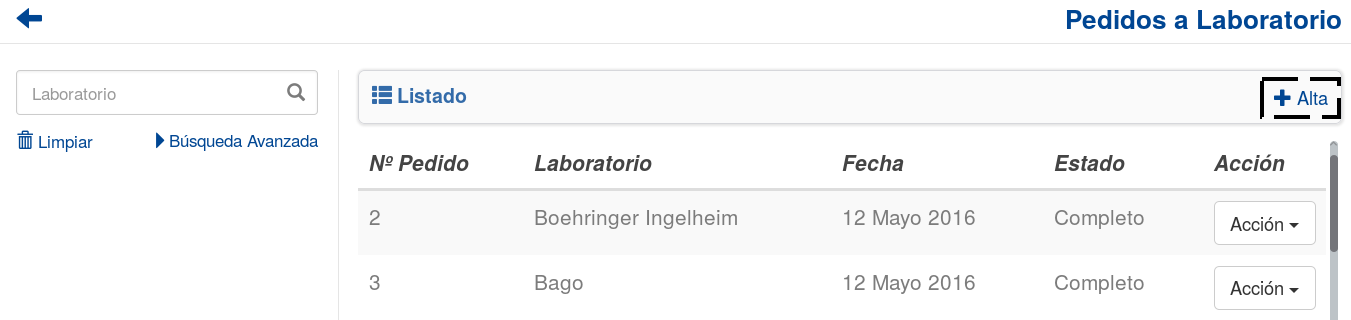 Pedidos a Laboratorio
Laboratorio
Limpiar Búsqueda Avanzada
Listado Alta
Nº Pedido Laboratorio Fecha Estado Acción
2 Boehringer Ingelheim 12 Mayo 2016 Completo Acción
3 Bago 12 Mayo 2016 Completo Acción